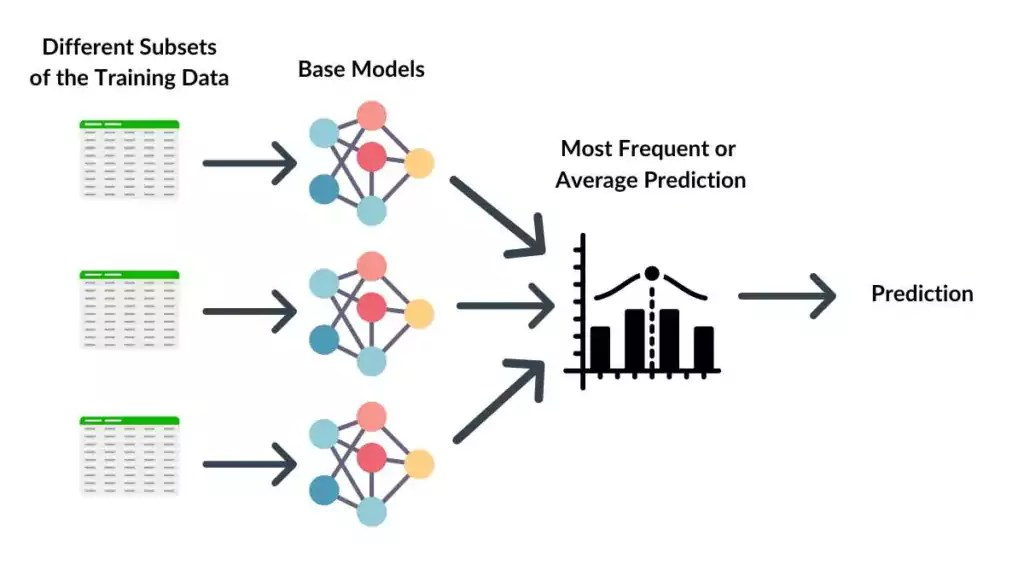 Different Subsets
of the Training Data
Base Models
Most Frequent or
Average Prediction
Prediction